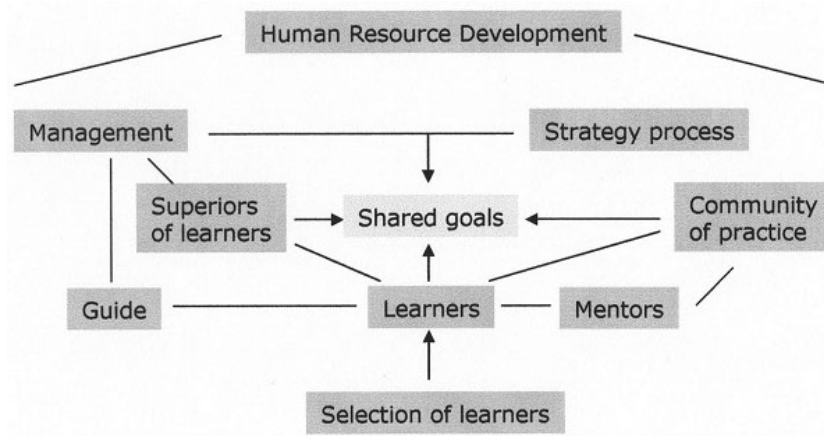 Human Resource Development
Management
Strategy process
Superiors
of learners
Shared goals
Community
of practice
Guide
Learners
Mentors
Selection of learners